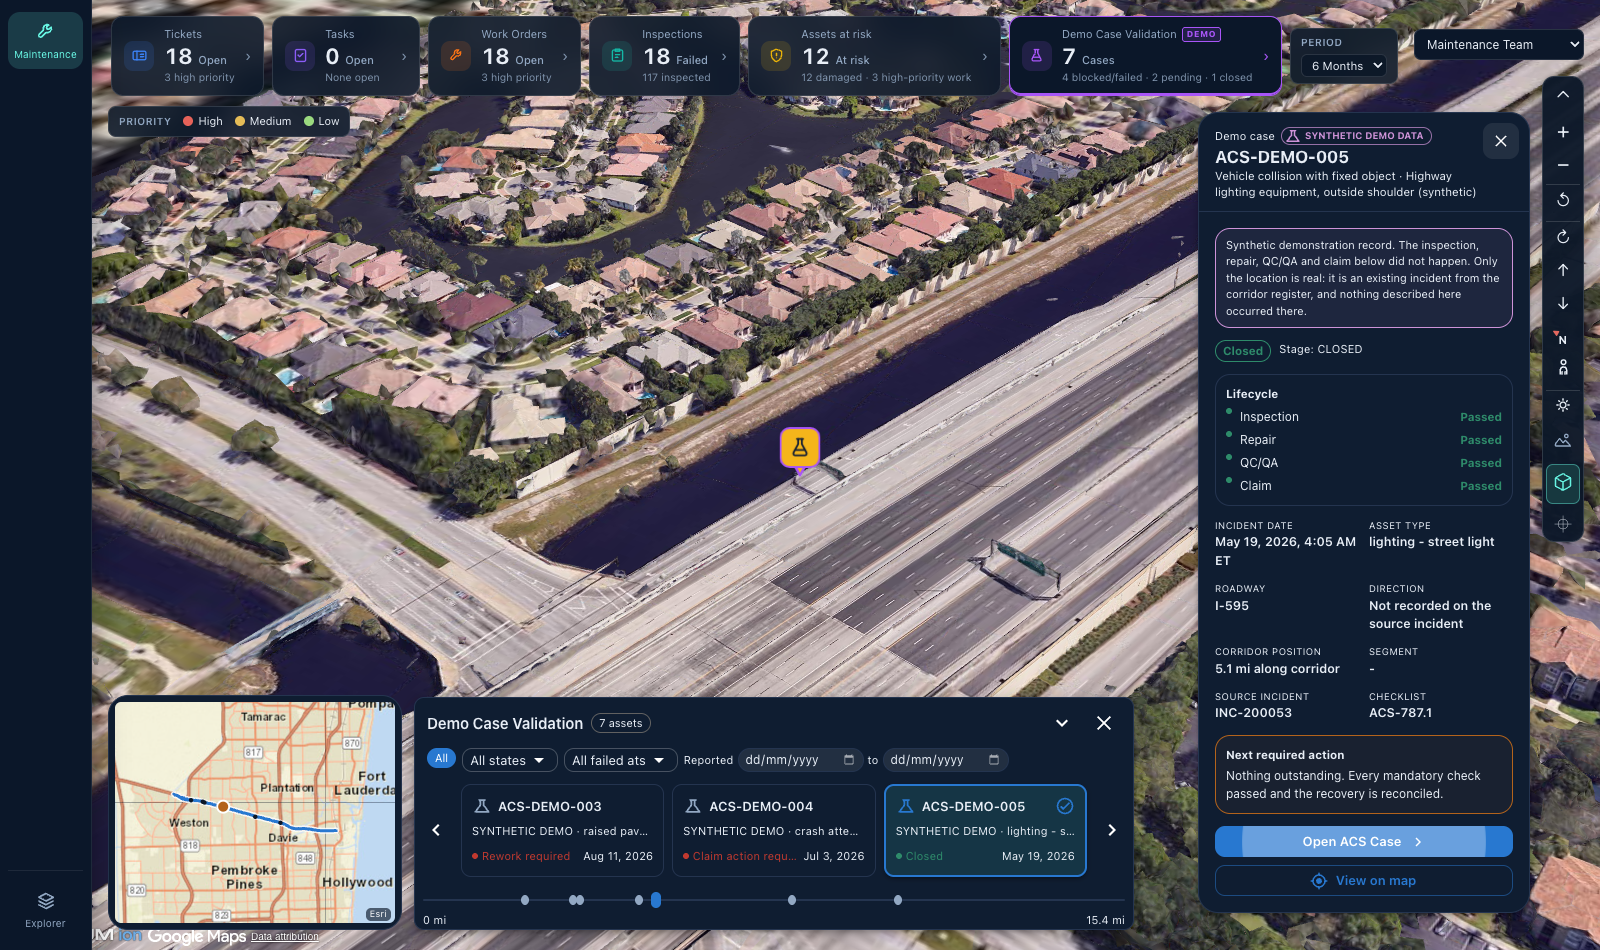 Maintenance
Explorer
Tickets
18 Open
3 high priority
Tasks
0 Open
None open
Work Orders
18 Open
3 high priority
Inspections
18 Failed
117 inspected
Assets at risk
12 At risk
12 damaged · 3 high-priority work
Demo Case Validation DEMO
7 Cases
4 blocked/failed · 2 pending · 1 closed
PERIOD
6 Months
Maintenance Team
PRIORITY High Medium Low
N
Demo case SYNTHETIC DEMO DATA
ACS-DEMO-005
Vehicle collision with fixed object · Highway
lighting equipment, outside shoulder (synthetic)
Synthetic demonstration record. The inspection,
repair, QC/QA and claim below did not happen. Only
the location is real: it is an existing incident from the
corridor register, and nothing described here
occurred there.
Closed Stage: CLOSED
Lifecycle
Inspection Passed
Repair Passed
QC/QA Passed
Claim Passed
INCIDENT DATE
May 19, 2026, 4:05 AM
ET
ASSET TYPE
lighting - street light
ROADWAY
I-595
DIRECTION
Not recorded on the
source incident
CORRIDOR POSITION
5.1 mi along corridor
SEGMENT
-
SOURCE INCIDENT
INC-200053
CHECKLIST
ACS-787.1
Next required action
Nothing outstanding. Every mandatory check
passed and the recovery is reconciled.
Open ACS Case
View on map
Tamarac
Pompa
817
870
Plantation
Fort
Lauderda
Weston
Davie
818
848
Pembroke
Pines
Hollywood
820
823
Esri
ion Google Maps Data attribution
Demo Case Validation 7 assets
All All states All failed ats Reported dd/mm/yyyy to dd/mm/yyyy
ACS-DEMO-003
SYNTHETIC DEMO · raised pav...
Rework required Aug 11, 2026
ACS-DEMO-004
SYNTHETIC DEMO · crash atte...
Claim action requ... Jul 3, 2026
ACS-DEMO-005
SYNTHETIC DEMO · lighting - s...
Closed May 19, 2026
0 mi 15.4 mi